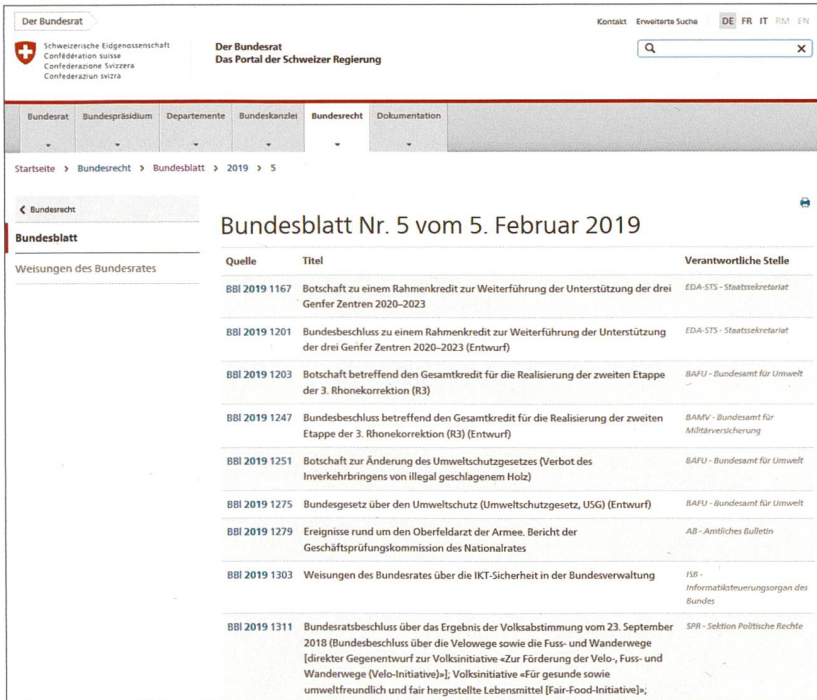 Der Bundesrat
Kontakt Erweiterte Suche DE FR IT RM EN
Schweizerische Eidgenossenschaft
Confédération suisse
Confederazione Svizzera
Confederaziun svizra
Der Bundesrat
Das Portal der Schweizer Regierung
Bundesrat Bundespräsidium Departemente Bundeskanzlei Bundesrecht Dokumentation
Startseite > Bundesrecht > Bundesblatt > 2019 > 5
Bundesrecht
Bundesblatt
Weisungen des Bundesrates
Bundesblatt Nr. 5 vom 5. Februar 2019
Quelle Titel Verantwortliche Stelle
BBl 2019 1167 Botschaft zu einem Rahmenkredit zur Weiterführung der Unterstützung der drei EDA-STS - Staatssekretariat
Genfer Zentren 2020–2023
BBl 2019 1201 Bundesbeschluss zu einem Rahmenkredit zur Weiterführung der Unterstützung EDA-STS - Staatssekretariat
der drei Genfer Zentren 2020–2023 (Entwurf)
BBl 2019 1203 Botschaft betreffend den Gesamtkredit für die Realisierung der zweiten Etappe BAFU - Bundesamt für Umwelt
der 3. Rhonekorrektion (R3)
BBl 2019 1247 Bundesbeschluss betreffend den Gesamtkredit für die Realisierung der zweiten BAMV - Bundesamt für
Etappe der 3. Rhonekorrektion (R3) (Entwurf) Militärversicherung
BBl 2019 1251 Botschaft zur Änderung des Umweltschutzgesetzes (Verbot des BAFU - Bundesamt für Umwelt
Inverkehrbringens von illegal geschlagenem Holz)
BBl 2019 1275 Bundesgesetz über den Umweltschutz (Umweltschutzgesetz, USG) (Entwurf) BAFU - Bundesamt für Umwelt
BBl 2019 1279 Ereignisse rund um den Oberfeldarzt der Armee. Bericht der AB - Amtliches Bulletin
Geschäftsprüfungskommission des Nationalrates
BBl 2019 1303 Weisungen des Bundesrates über die IKT-Sicherheit in der Bundesverwaltung ISB -
Informatiksteuerungsorgan des
Bundes
BBl 2019 1311 Bundesratsbeschluss über das Ergebnis der Volksabstimmung vom 23. September SPR - Sektion Politische Rechte
2018 (Bundesbeschluss über die Velowege sowie die Fuss- und Wanderwege
[direkter Gegenentwurf zur Volksinitiative «Zur Förderung der Velo-, Fuss- und
Wanderwege (Velo-Initiative)»]; Volksinitiative «Für gesunde sowie
umweltfreundlich und fair hergestellte Lebensmittel [Fair-Food-Initiative]»;